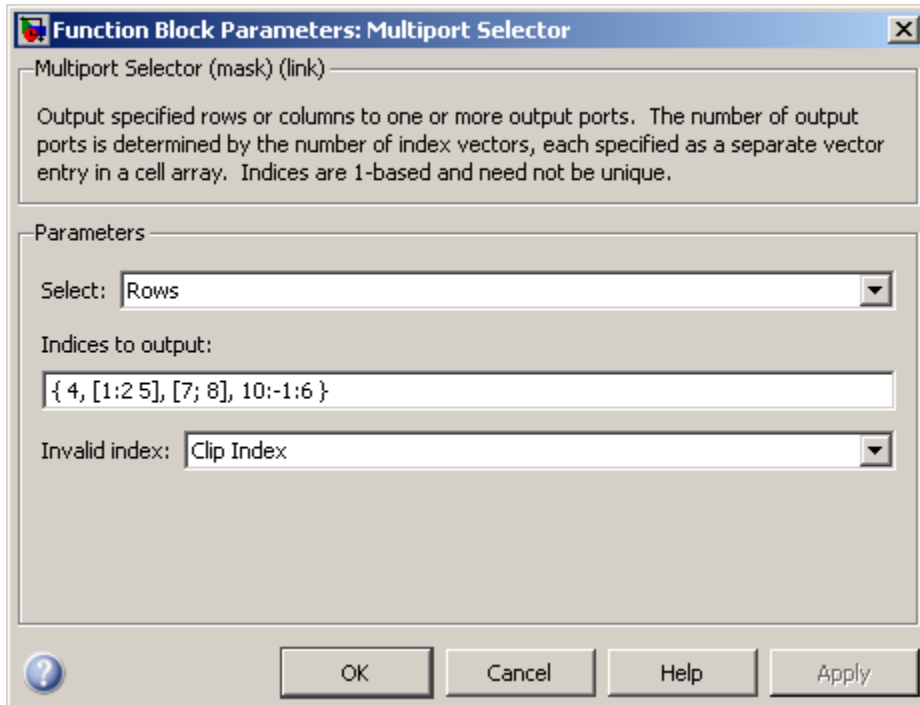 Function Block Parameters: Multiport Selector
Multiport Selector (mask) (link)
Output specified rows or columns to one or more output ports.  The number of output
ports is determined by the number of index vectors, each specified as a separate vector
entry in a cell array.  Indices are 1-based and need not be unique.
Parameters
Select: Rows
Indices to output:
{ 4, [1:2 5], [7; 8], 10:-1:6 }
Invalid index: Clip Index
? OK Cancel Help Apply